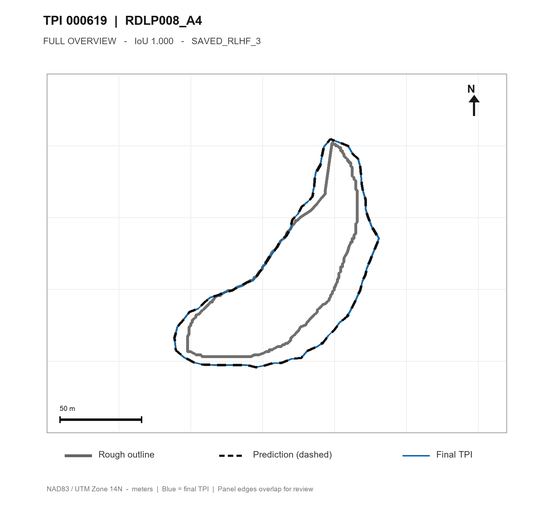 TPI 000619 | RDLP008_A4
FULL OVERVIEW - IoU 1.000 - SAVED_RLHF_3
N
50 m
Rough outline
Prediction (dashed)
Final TPI
NAD83 / UTM Zone 14N - meters | Blue = final TPI | Panel edges overlap for review